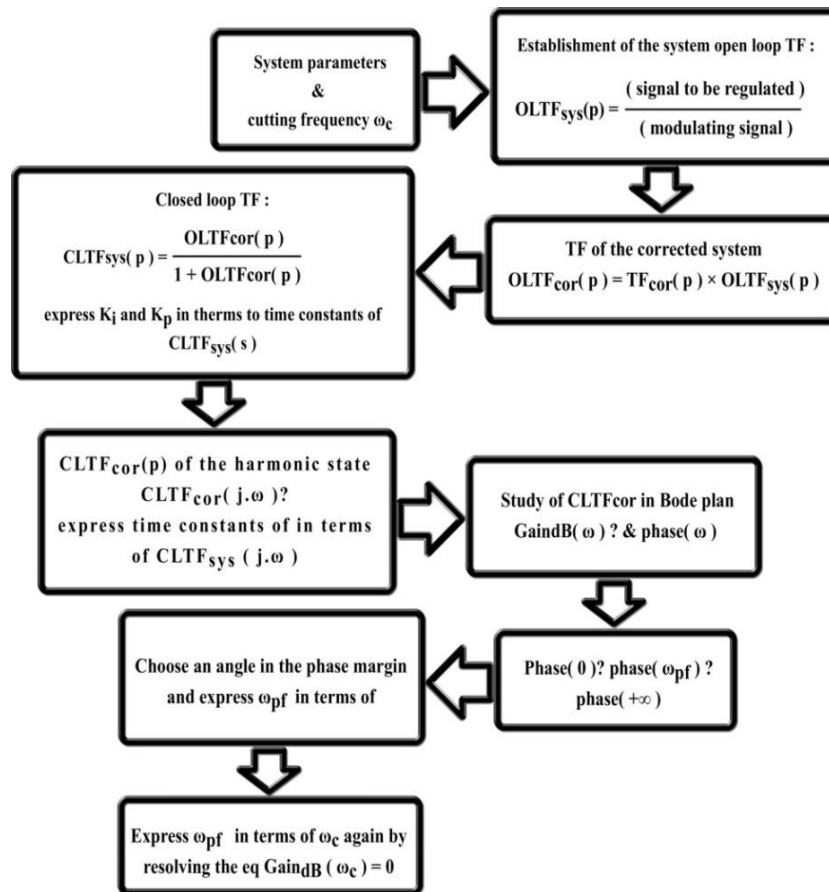 System parameters
&
cutting frequency ωc
Establishment of the system open loop TF :
OLTFsys(p) = ( signal to be regulated )
( modulating signal )
TF of the corrected system
OLTFcor( p ) = TFcor( p ) × OLTFsys( p )
Closed loop TF :
CLTFsys( p ) = OLTFcor( p )
1 + OLTFcor( p )
express Ki and Kp in therms to time constants of
CLTFsys( s )
CLTFcor(p) of the harmonic state
CLTFcor( j.ω )?
express time constants of in terms
of CLTFsys ( j.ω )
Study of CLTFcor in Bode plan
GaindB( ω ) ? & phase( ω )
Phase( 0 )? phase( ωpf ) ?
phase( +∞ )
Choose an angle in the phase margin
and express ωpf in terms of
Express ωpf in terms of ωc again by
resolving the eq GaindB ( ωc ) = 0